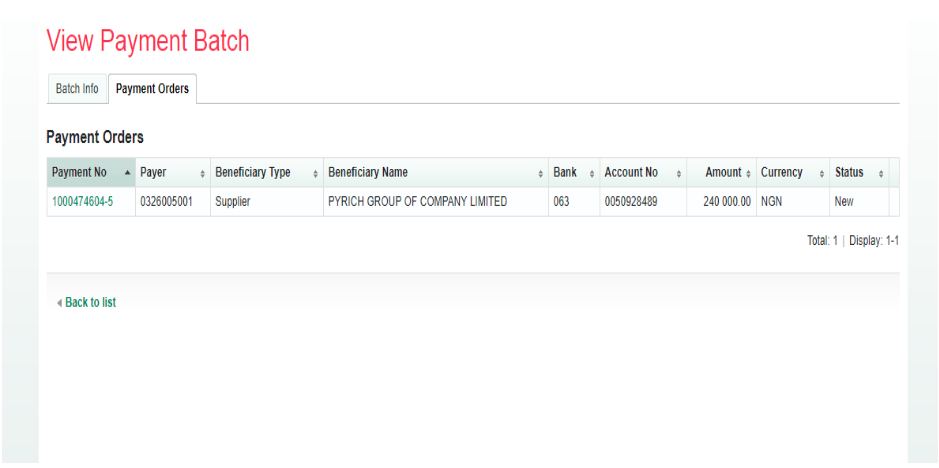 View Payment Batch
Batch Info Payment Orders
Payment Orders
Payment No Payer Beneficiary Type Beneficiary Name Bank Account No Amount Currency Status
1000474604-5 0326005001 Supplier PYRICH GROUP OF COMPANY LIMITED 063 0050928489 240 000.00 NGN New
Total: 1 | Display: 1-1
Back to list